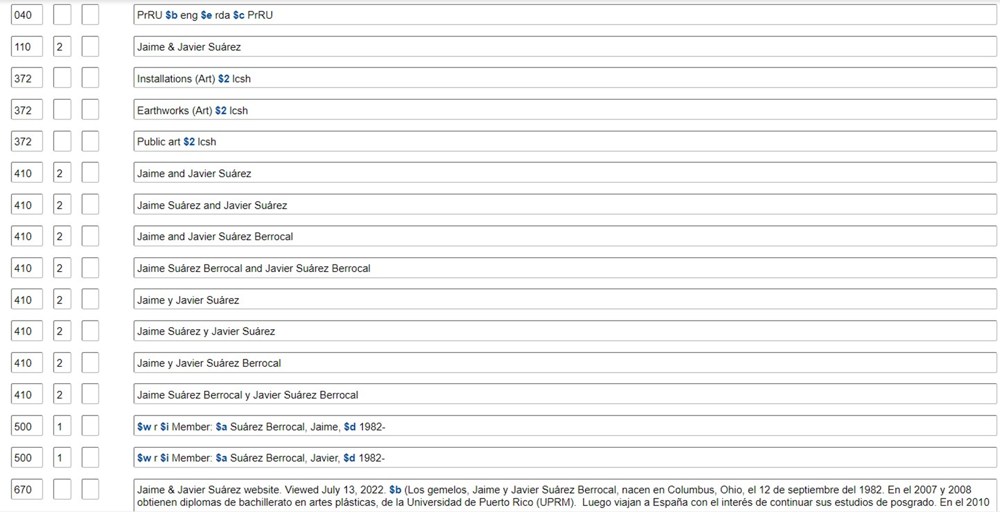 040 PrRU $b eng $e rda $c PrRU
110 2 Jaime & Javier Suárez
372 Installations (Art) $2 lcsh
372 Earthworks (Art) $2 lcsh
372 Public art $2 lcsh
410 2 Jaime and Javier Suárez
410 2 Jaime Suárez and Javier Suárez
410 2 Jaime and Javier Suárez Berrocal
410 2 Jaime Suárez Berrocal and Javier Suárez Berrocal
410 2 Jaime y Javier Suárez
410 2 Jaime Suárez y Javier Suárez
410 2 Jaime y Javier Suárez Berrocal
410 2 Jaime Suárez Berrocal y Javier Suárez Berrocal
500 1 $w r $i Member: $a Suárez Berrocal, Jaime, $d 1982-
500 1 $w r $i Member: $a Suárez Berrocal, Javier, $d 1982-
670 Jaime & Javier Suárez website. Viewed July 13, 2022. $b (Los gemelos, Jaime y Javier Suárez Berrocal, nacen en Columbus, Ohio, el 12 de septiembre del 1982. En el 2007 y 2008
obtienen diplomas de bachillerato en artes plásticas, de la Universidad de Puerto Rico (UPRM). Luego viajan a España con el interés de continuar sus estudios de posgrado. En el 2010